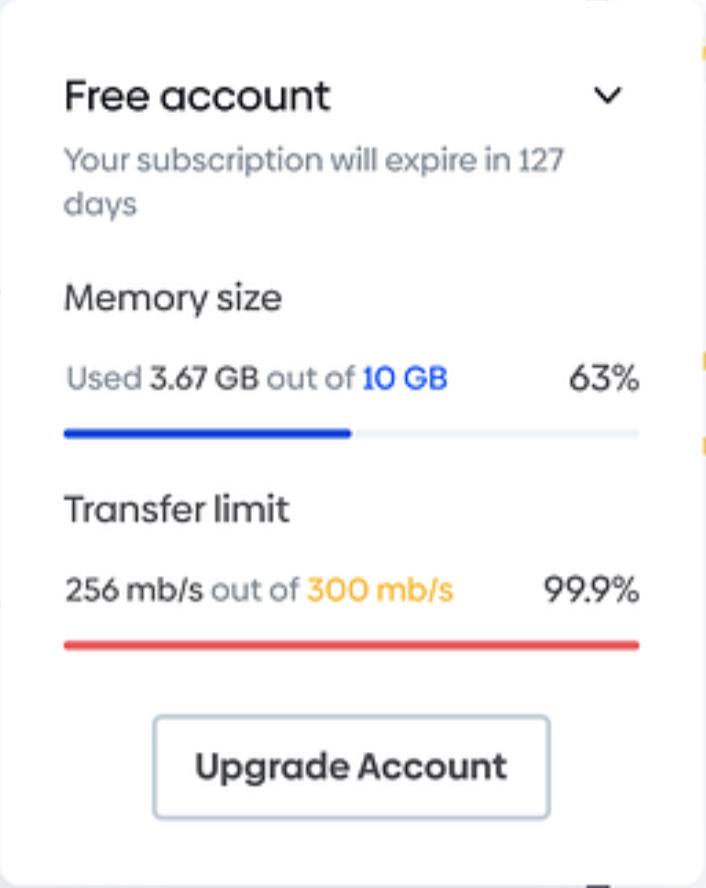 Free account
Your subscription will expire in 127
days
Memory size
Used 3.67 GB out of 10 GB 63%
Transfer limit
256 mb/s out of 300 mb/s 99.9%
Upgrade Account